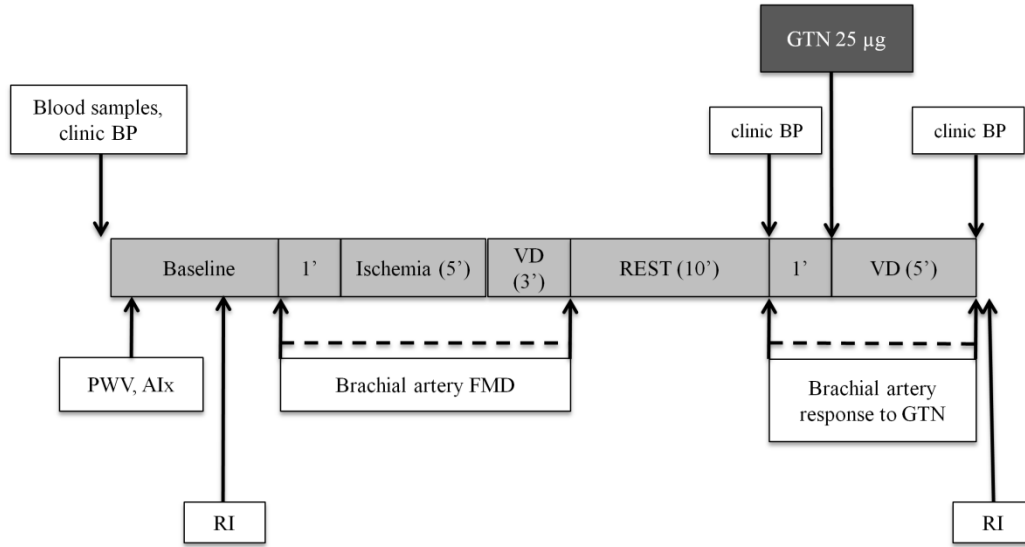 GTN 25 µg
Blood samples,
clinic BP
clinic BP
clinic BP
Baseline
1’
Ischemia (5’)
VD
(3’)
REST (10’)
1’
VD (5’)
PWV, AIx
Brachial artery FMD
Brachial artery
response to GTN
RI
RI